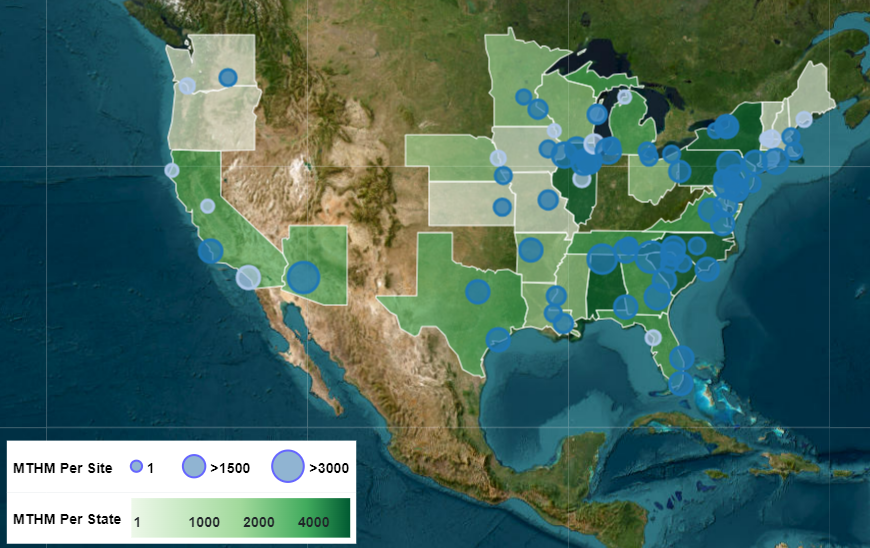 MTHM Per Site 1 >1500 >3000
MTHM Per State 1 1000 2000 4000